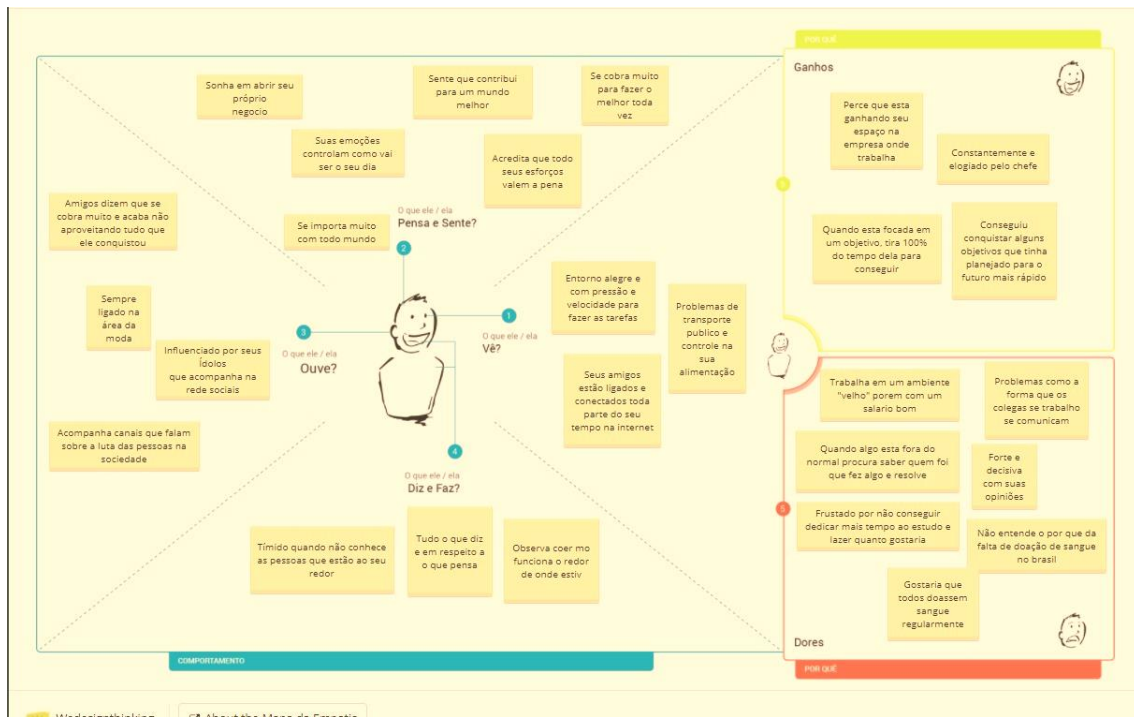 POR QUÊ
Ganhos
Sonha em abrir seu
próprio
negocio
Sente que contribui
para um mundo
melhor
Se cobra muito
para fazer o
melhor toda
vez
Suas emoções
controlam como vai
ser o seu dia
Acredita que todo
seus esforços
valem a pena
Amigos dizem que se
cobra muito e acaba não
aproveitando tudo que
ele conquistou
Se importa muito
com todo mundo
O que ele / ela
Pensa e Sente?
2
Sempre
ligado na
área da
moda
Influenciado por seus
Ídolos
que acompanha na
rede sociais
Acompanha canais que falam
sobre a luta das pessoas na
sociedade
3
O que ele / ela
Ouve?
1
O que ele / ela
Vê?
Entorno alegre e
com pressão e
velocidade para
fazer as tarefas
Problemas de
transporte
publico e
controle na
sua
alimentação
Seus amigos
estão ligados e
conectados toda
parte do seu
tempo na internet
4
O que ele / ela
Diz e Faz?
Tímido quando não conhece
as pessoas que estão ao seu
redor
Tudo o que diz
e em respeito a
o que pensa
Observa coer mo
funciona o redor
de onde estiv
COMPORTAMENTO
Perce que esta
ganhando seu
espaço na
empresa onde
trabalha
Constantemente e
elogiado pelo chefe
Quando esta focada em
um objetivo, tira 100%
do tempo dela para
conseguir
Conseguiu
conquistar alguns
objetivos que tinha
planejado para o
futuro mais rápido
Trabalha em um ambiente
"velho" porem com um
salario bom
Problemas como a
forma que os
colegas se trabalho
se comunicam
Quando algo esta fora do
normal procura saber quem foi
que fez algo e resolve
Forte e
decisiva
com suas
opiniões
5
Frustado por não conseguir
dedicar mais tempo ao estudo e
lazer quanto gostaria
Não entende o por que da
falta de doação de sangue
no brasil
Gostaria que
todos doassem
sangue
regularmente
Dores
POR QUÊ
Wedesignthinking
About the Mapa de Empatia